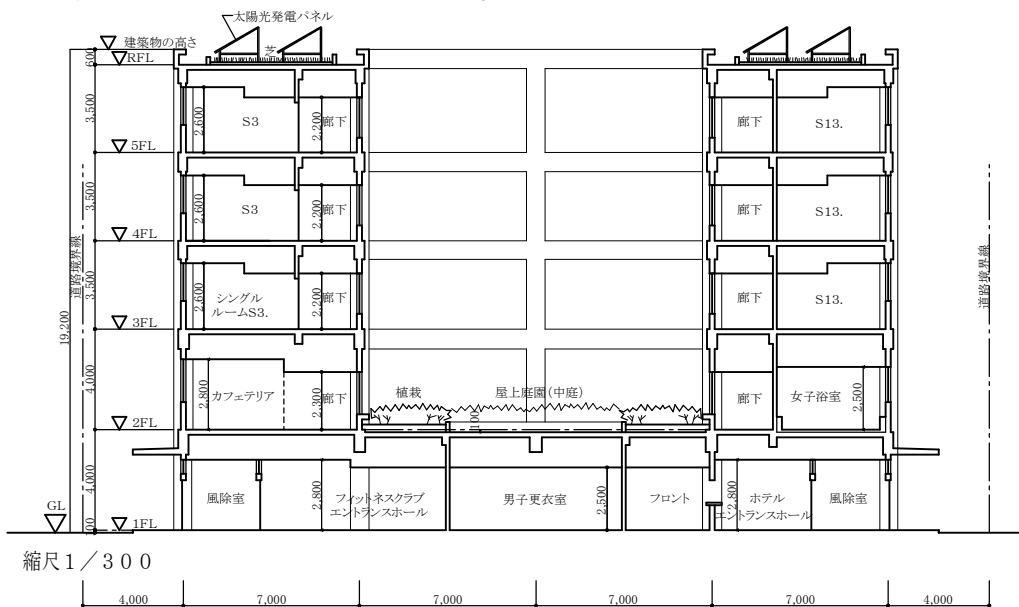 太陽光発電パネル
建築物の高さ
芝
RFL
600
3,500
2,600
S3
2,200
廊下
廊下
S13.
5FL
3,500
2,600
S3
2,200
廊下
廊下
S13.
4FL
道路境界線
3,500
2,600
シングル
ルームS3.
2,200
廊下
廊下
S13.
道路境界線
3FL
19,200
4,000
2,800
カフェテリア
2,300
廊下
植栽
屋上庭園(中庭)
100
廊下
女子浴室
2,500
2FL
4,000
風除室
2,800
フィットネスクラブ
エントランスホール
男子更衣室
2,500
フロント
2,800
ホテル
エントランスホール
風除室
GL
100
1FL
縮尺1/300
4,000
7,000
7,000
7,000
7,000
4,000